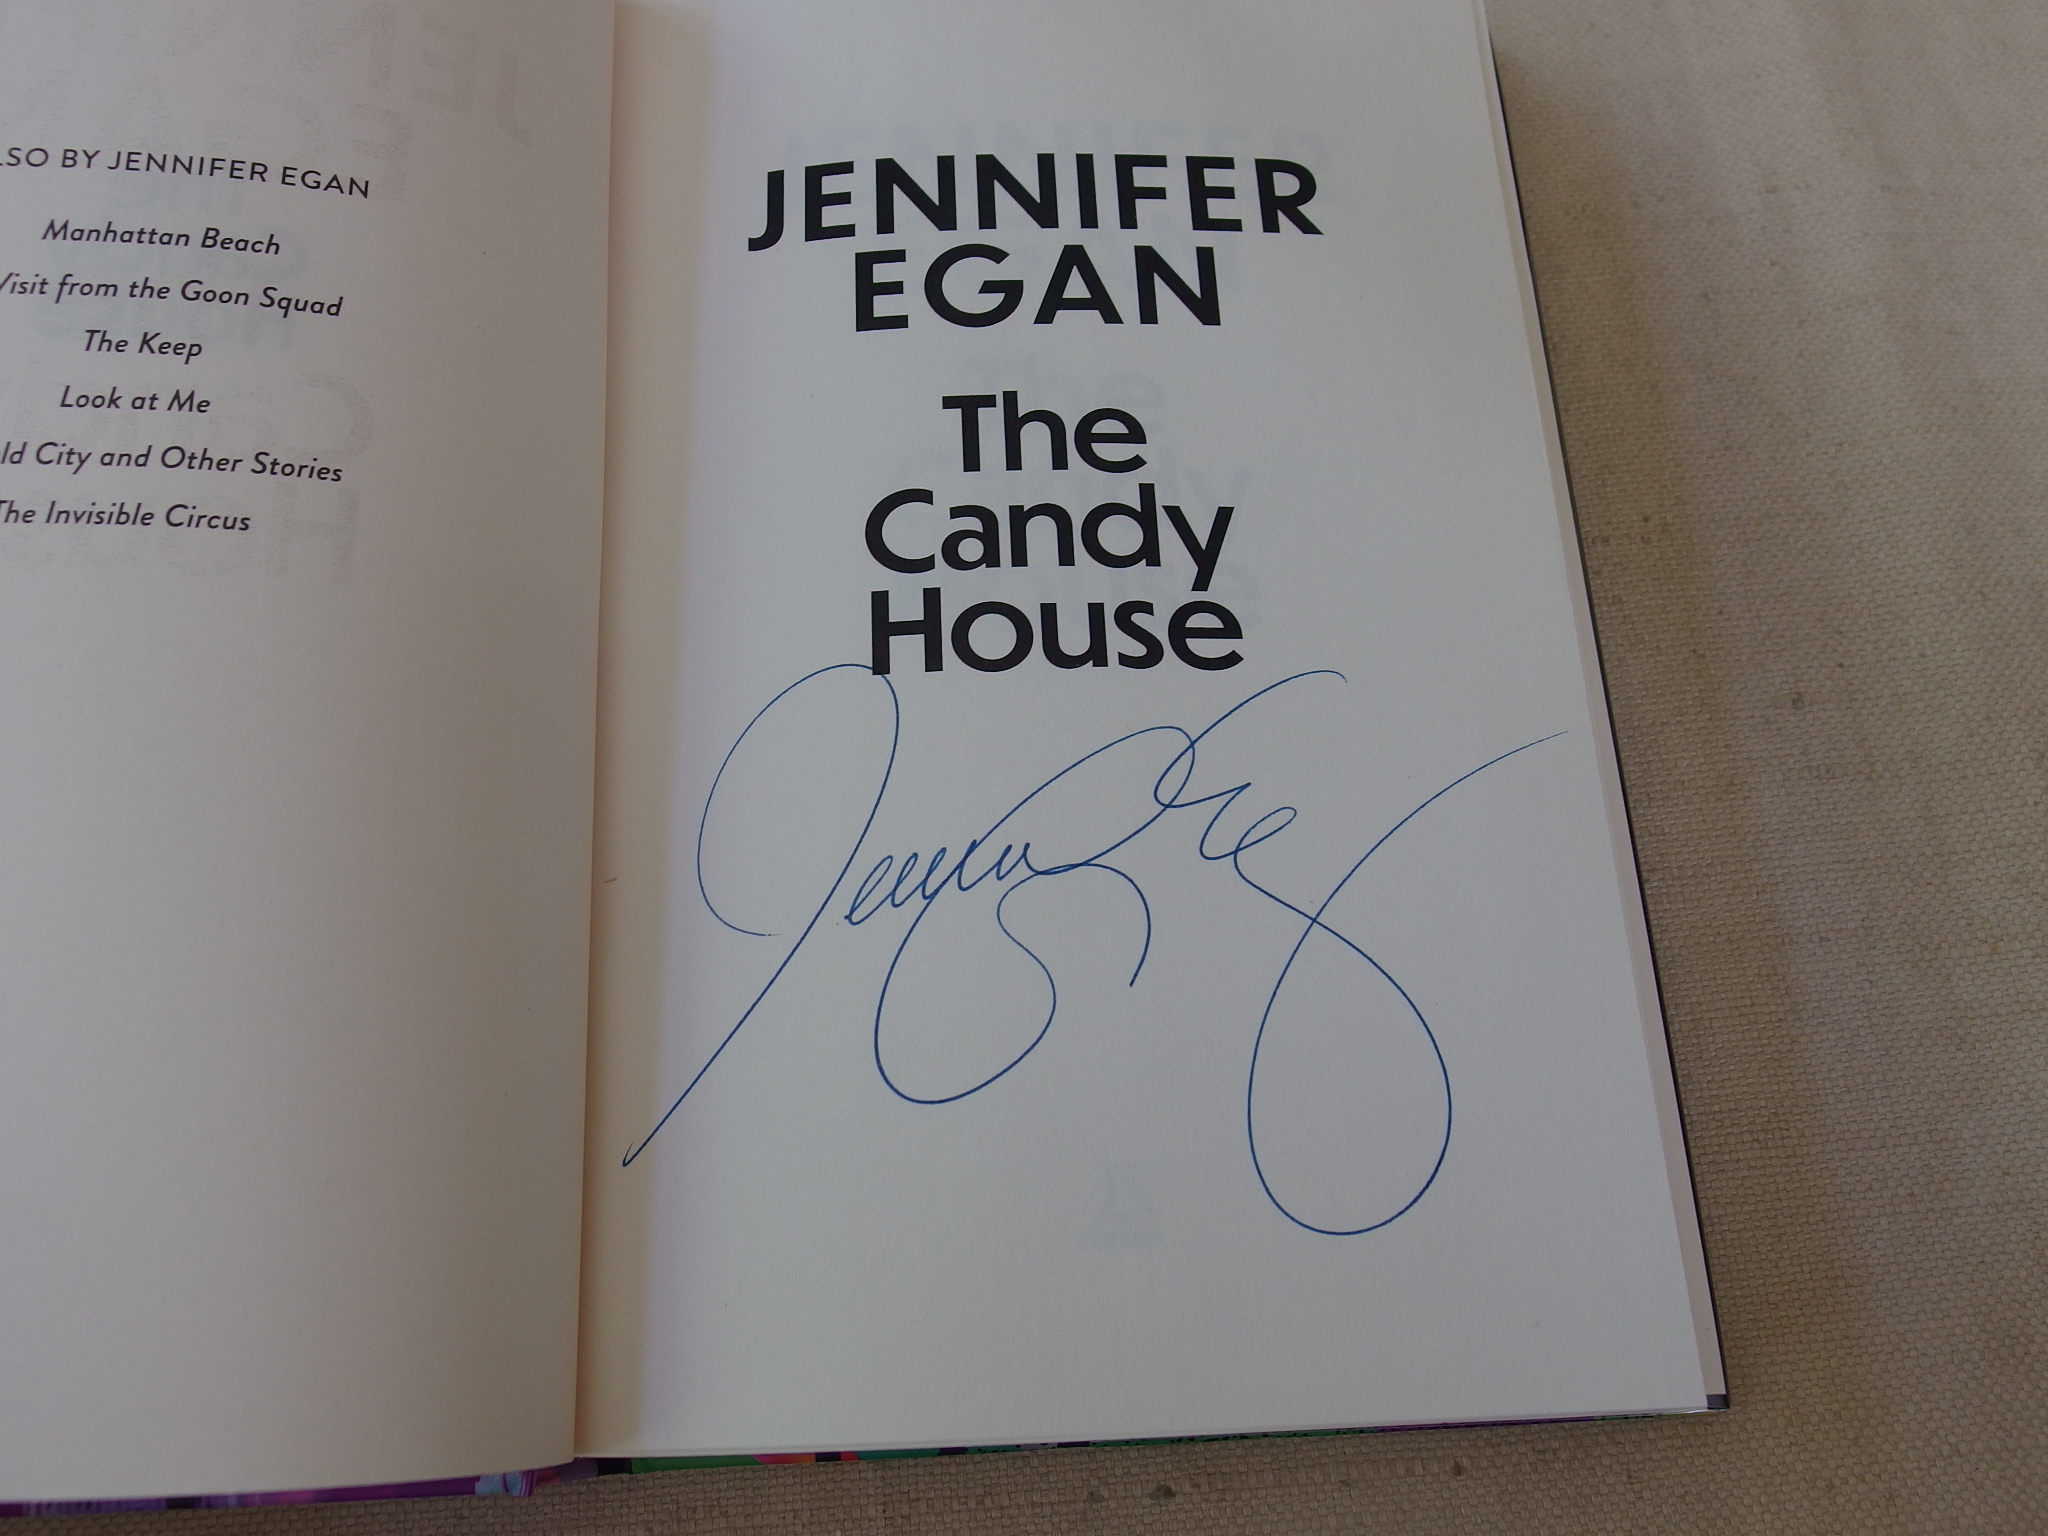 LSO BY JENNIFER EGAN
Manhattan Beach
Visit from the Goon Squad
The Keep
Look at Me
ld City and Other Stories
The Invisible Circus
JENNIFER
EGAN
The
Candy
House